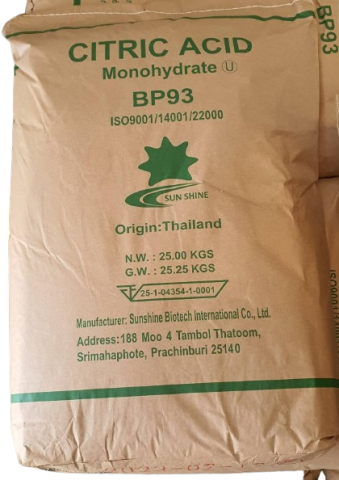 CITRIC ACID
Monohydrate Ⓤ
BP93
ISO9001/14001/22000
SUN SHINE
Origin:Thailand
N.W. : 25.00 KGS
G.W. : 25.25 KGS
25-1-04354-1-0001
Manufacturer: Sunshine Biotech International Co., Ltd.
Address:188 Moo 4 Tambol Thatoom,
Srimahaphote, Prachinburi 25140
BP93